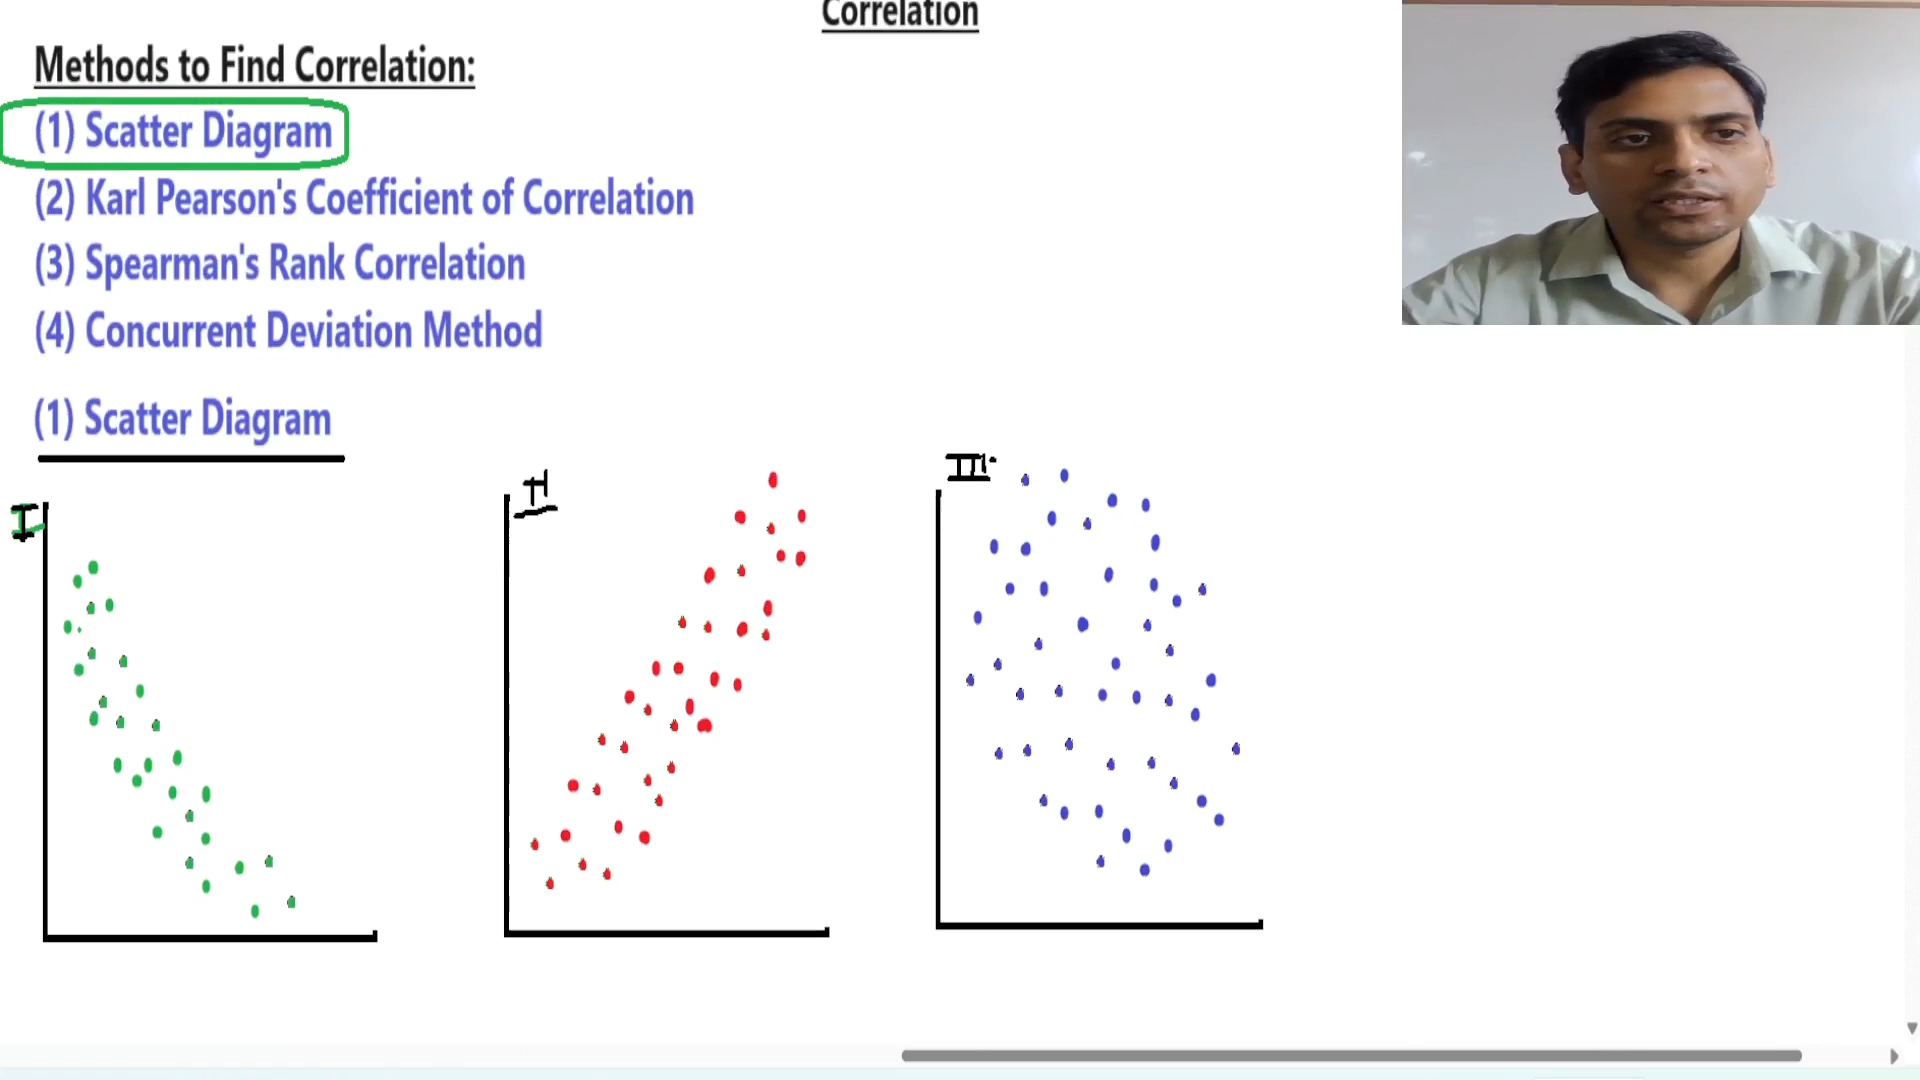 Correlation
Methods to Find Correlation:
(1) Scatter Diagram
(2) Karl Pearson's Coefficient of Correlation
(3) Spearman's Rank Correlation
(4) Concurrent Deviation Method
(1) Scatter Diagram
I
II
III